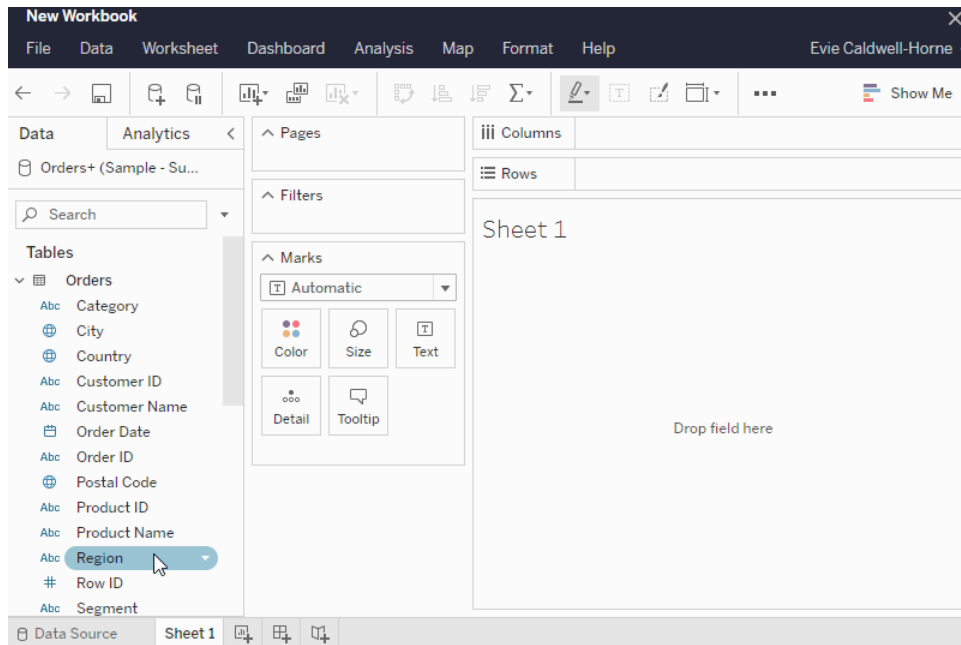 New Workbook
File Data Worksheet Dashboard Analysis Map Format Help Evie Caldwell-Horne
Show Me
Data Analytics
Orders+ (Sample - Su...
Search
Tables
Orders
Abc Category
City
Country
Abc Customer ID
Abc Customer Name
Order Date
Abc Order ID
Postal Code
Abc Product ID
Abc Product Name
Abc Region
# Row ID
Abc Segment
Pages
Filters
Marks
T Automatic
Color Size T Text
Detail Tooltip
Columns
Rows
Sheet 1
Drop field here
Data Source Sheet 1